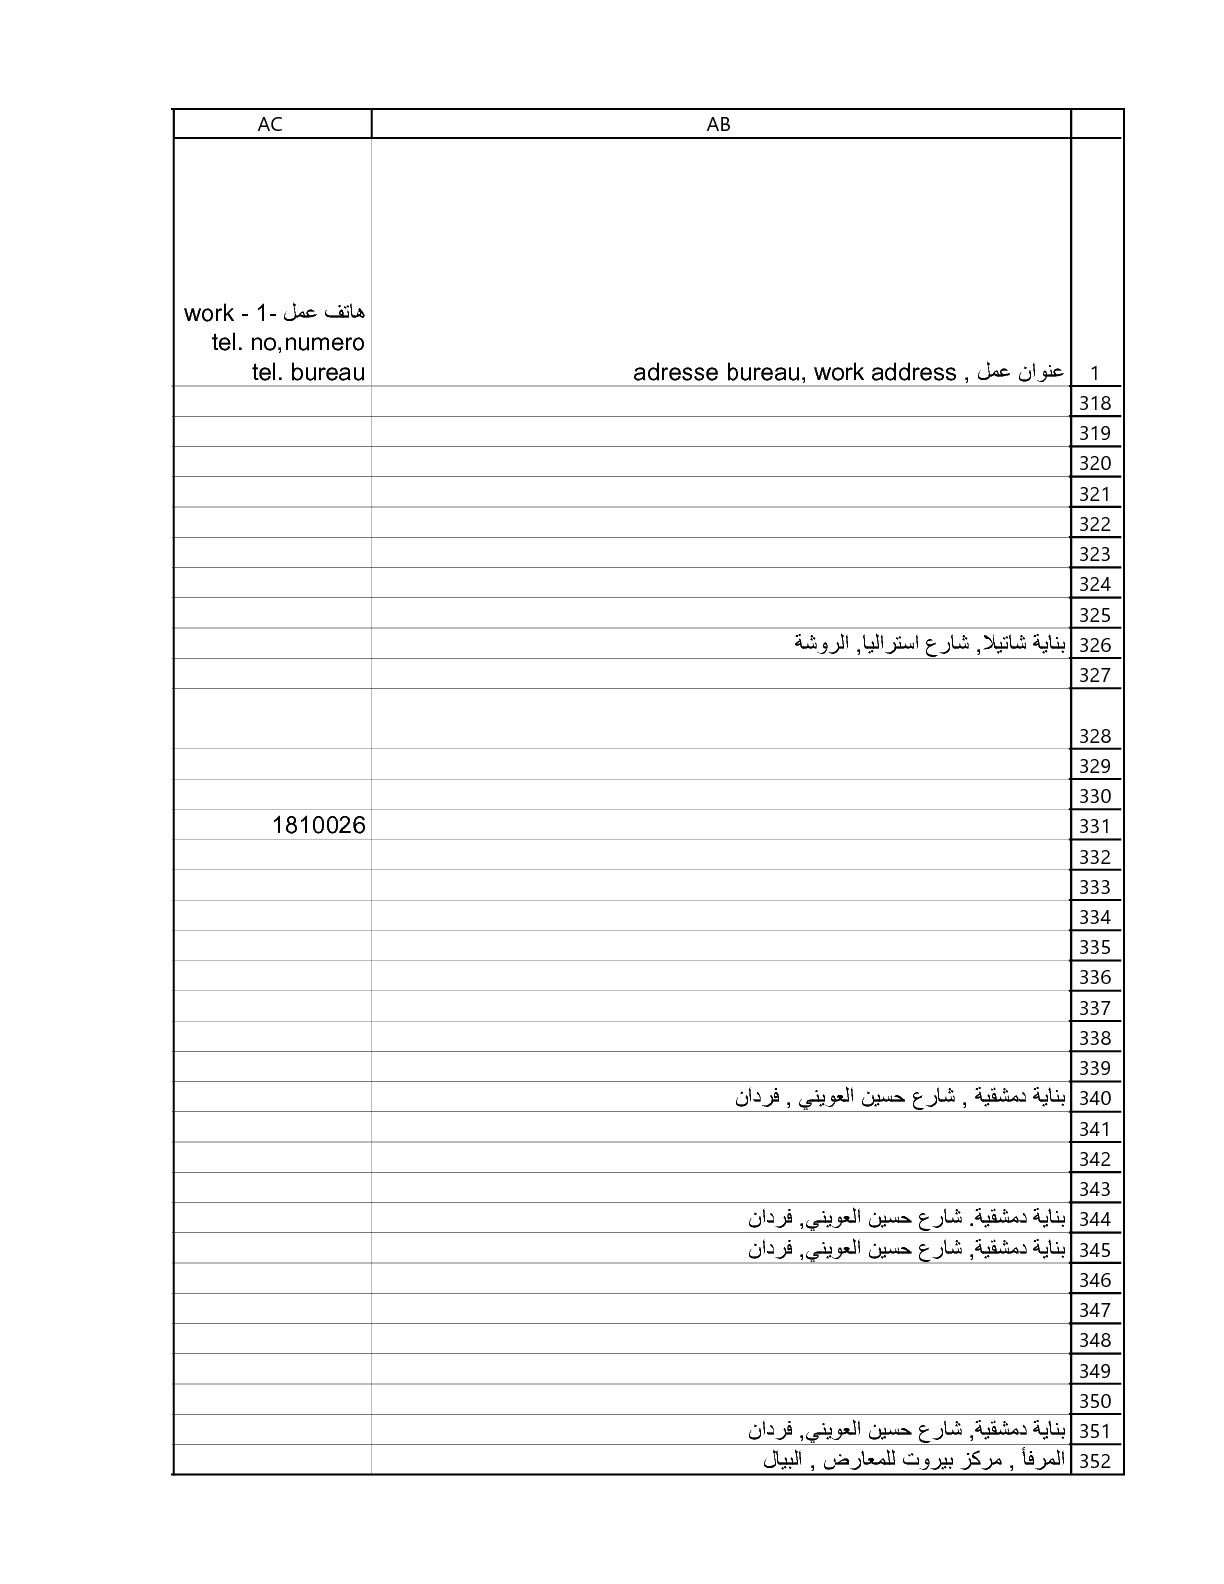 AB AC
عنوان عمل , adresse bureau, work address
هاتف عمل -1 - work
tel. no,numero
tel. bureau
1
318
319
320
321
322
323
324
325
326 بناية شاتيلا, شارع استراليا, الروشة
327
328
329
330
331 1810026
332
333
334
335
336
337
338
339
340 بناية دمشقية , شارع حسين العويني , فردان
341
342
343
344 بناية دمشقية. شارع حسين العويني, فردان
345 بناية دمشقية, شارع حسين العويني, فردان
346
347
348
349
350
351 بناية دمشقية, شارع حسين العويني, فردان
352 المرفأ , مركز بيروت للمعارض , البيال